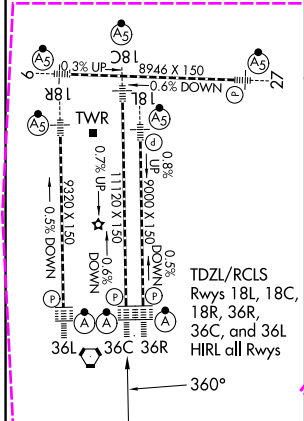 A5
18C
0.3% UP
8946 X 150
A5
9
27
18R
18L
0.6% DOWN
A5
P
A5
TWR
A5
P
0.7% UP
0.8%
UP
9320 X 150
11120 X 150
9000 X 150
0.5% DOWN
0.6%
DOWN
0.5%
DOWN
TDZL/RCLS
Rwys 18L, 18C,
18R, 36R,
36C, and 36L
HIRL all Rwys
P
P
P
A
A
A
36L
36C
36R
360°